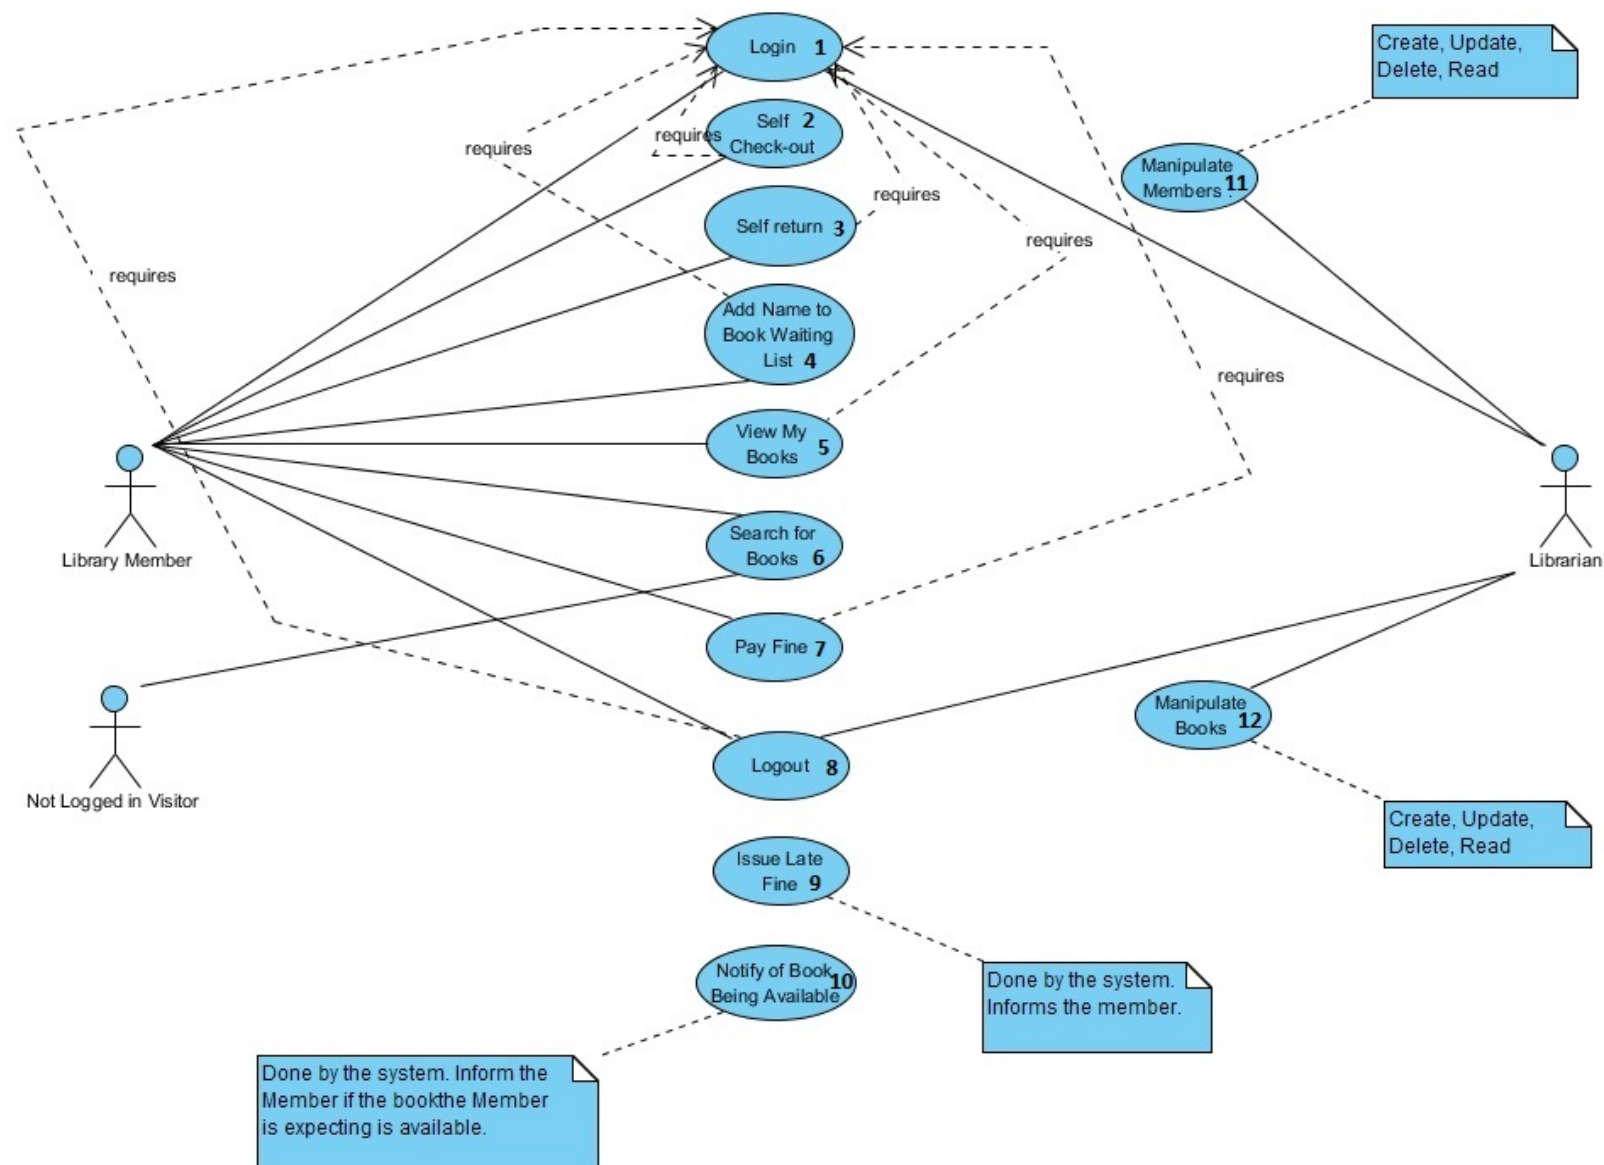 Login 1
Create, Update,
Delete, Read
Self 2
Check-out
requires
requires
Manipulate
Members 11
requires
Self return 3
requires
requires
Add Name to
Book Waiting
List 4
requires
View My
Books 5
Library Member
Search for
Books 6
Librarian
Pay Fine 7
Manipulate
Books 12
Logout 8
Not Logged in Visitor
Create, Update,
Delete, Read
Issue Late
Fine 9
Notify of Book
Being Available 10
Done by the system.
Informs the member.
Done by the system. Inform the
Member if the bookthe Member
is expecting is available.